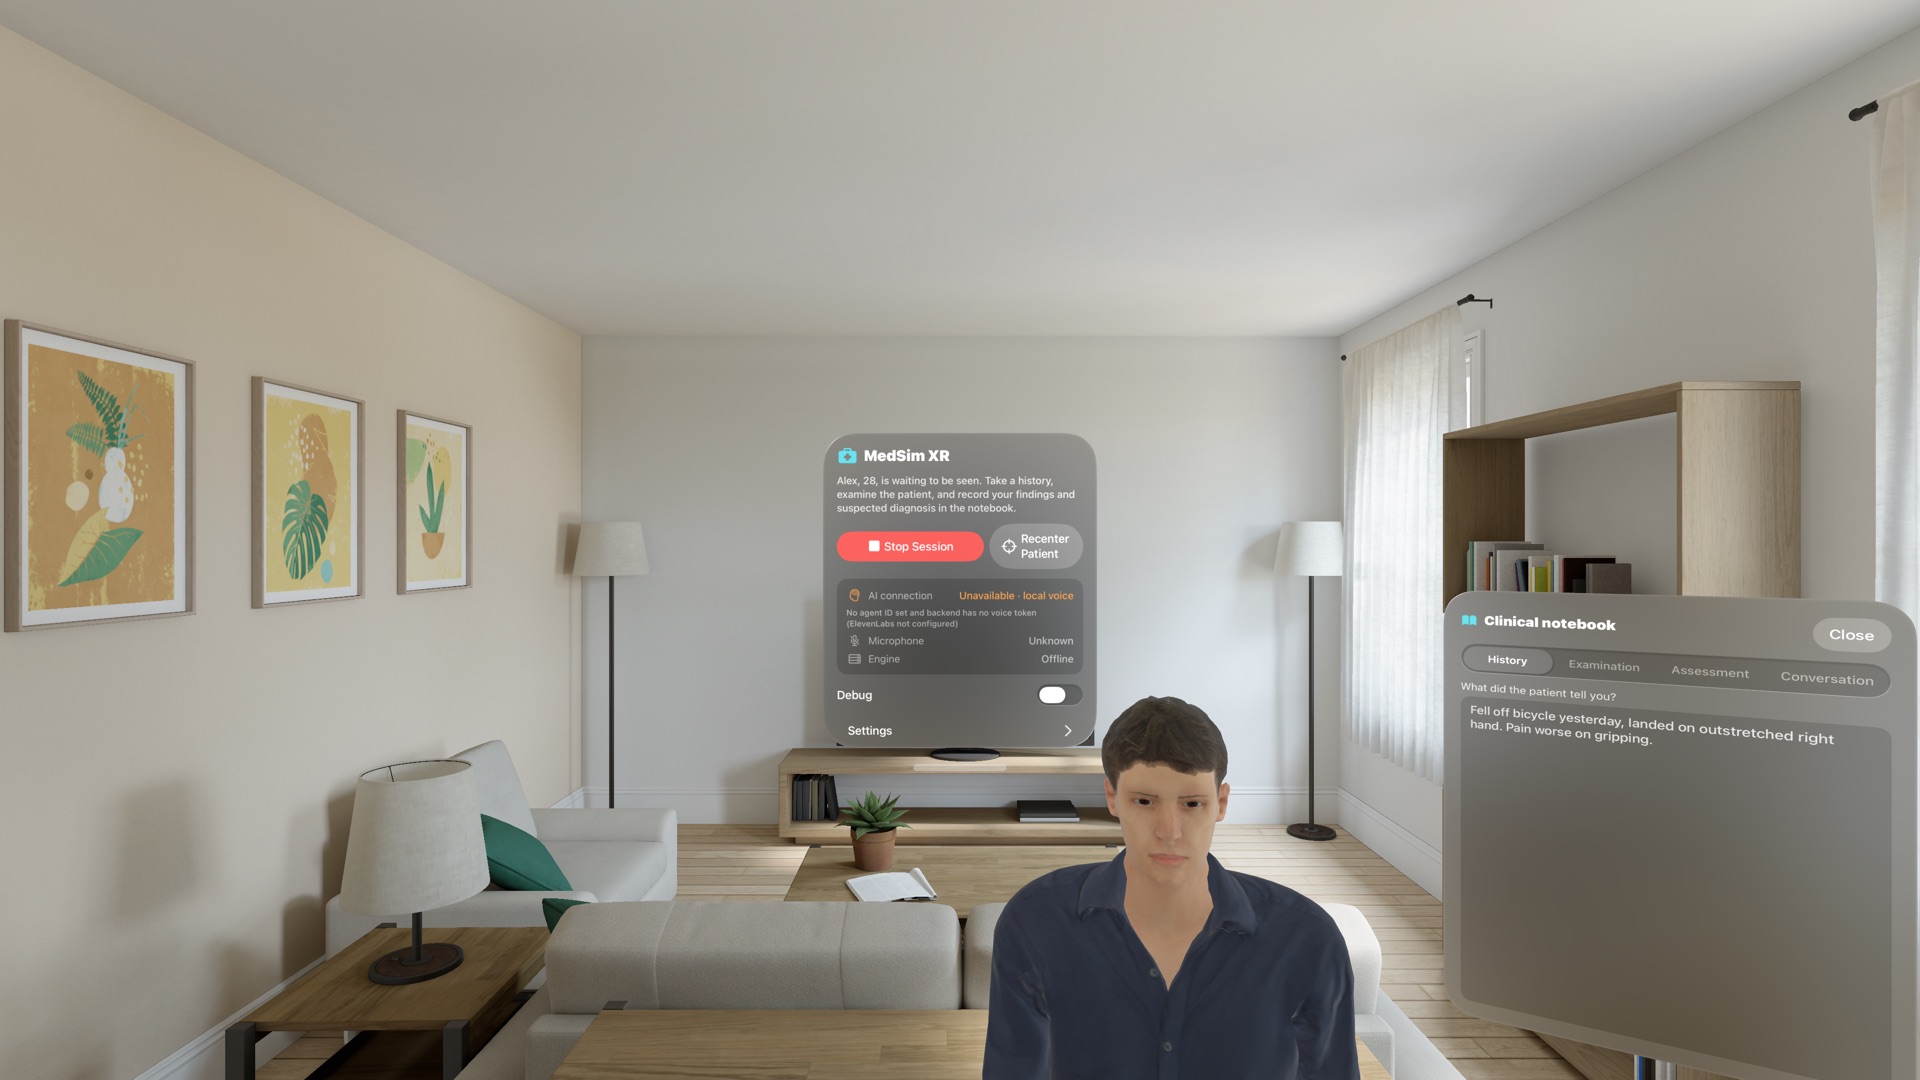 MedSim XR
Alex, 28, is waiting to be seen. Take a history,
examine the patient, and record your findings and
suspected diagnosis in the notebook.
Stop Session
Recenter
Patient
AI connection
Unavailable · local voice
No agent ID set and backend has no voice token
(ElevenLabs not configured)
Microphone
Unknown
Engine
Offline
Debug
Settings
Clinical notebook
Close
History
Examination
Assessment
Conversation
What did the patient tell you?
Fell off bicycle yesterday, landed on outstretched right
hand. Pain worse on gripping.